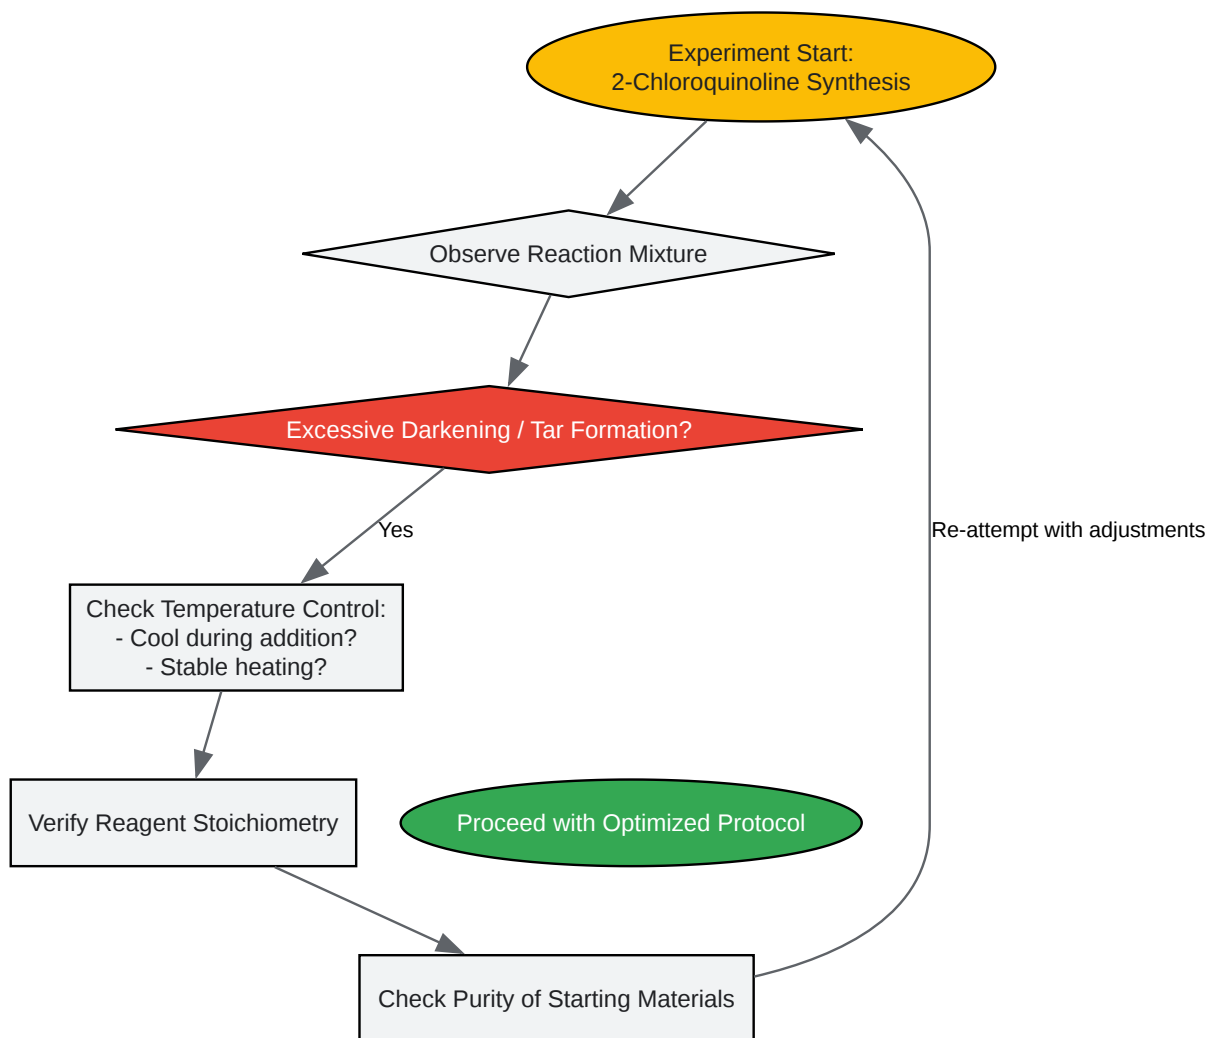 Experiment Start:
2-Chloroquinoline Synthesis
Observe Reaction Mixture
Excessive Darkening / Tar Formation?
Yes
Re-attempt with adjustments
Check Temperature Control:
- Cool during addition?
- Stable heating?
Verify Reagent Stoichiometry
Proceed with Optimized Protocol
Check Purity of Starting Materials